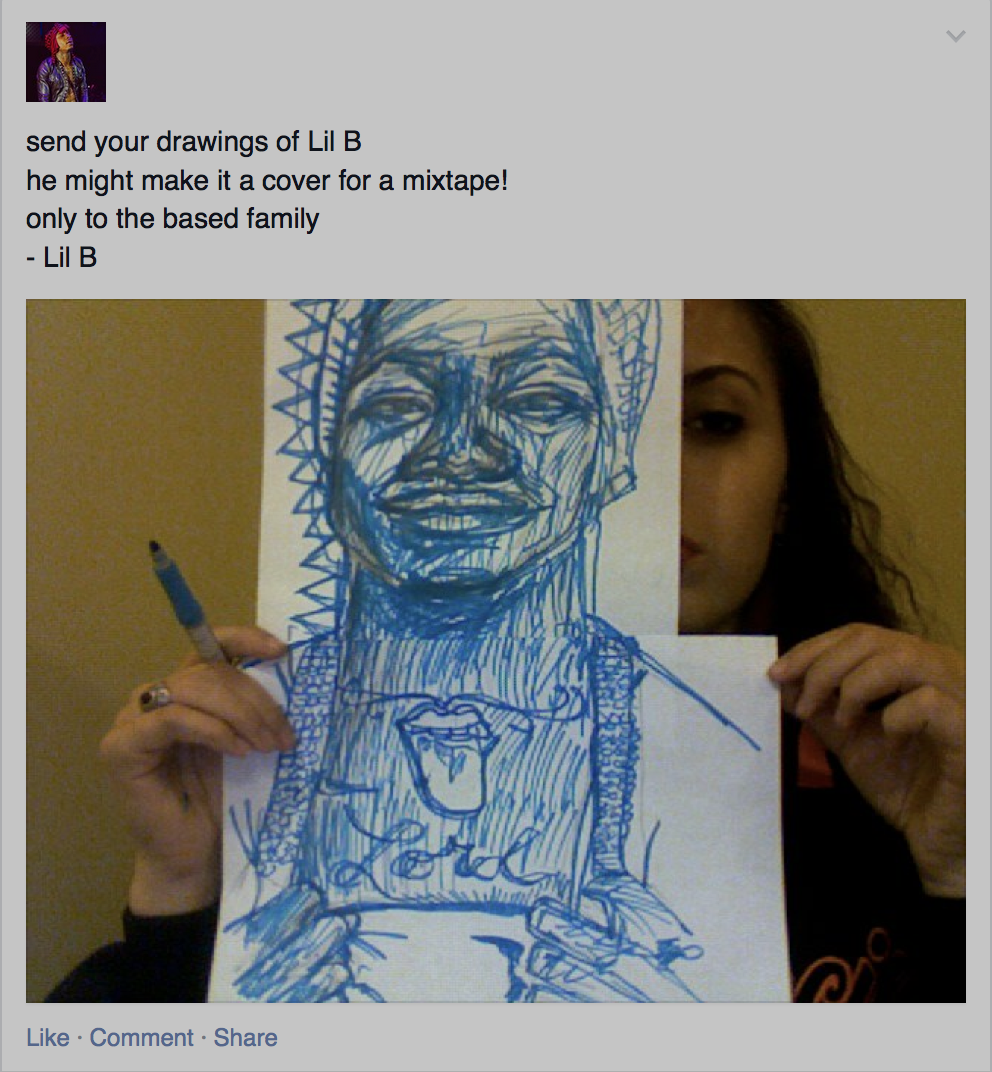 send your drawings of Lil B
he might make it a cover for a mixtape!
only to the based family
- Lil B
Lord
Like · Comment · Share